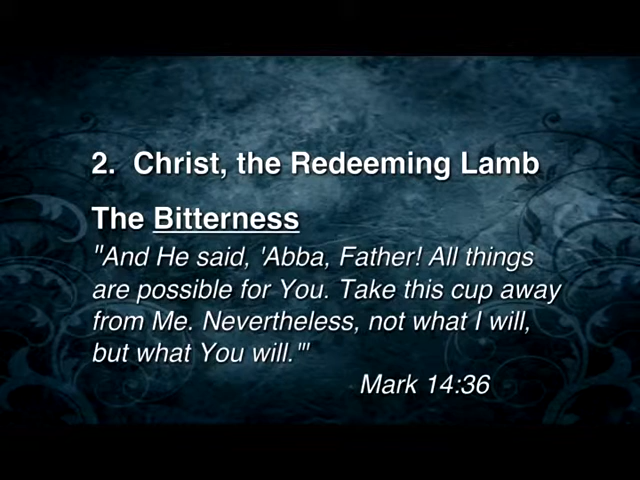 2. Christ, the Redeeming Lamb
The Bitterness
"And He said, 'Abba, Father! All things
are possible for You. Take this cup away
from Me. Nevertheless, not what I will,
but what You will.'"
Mark 14:36